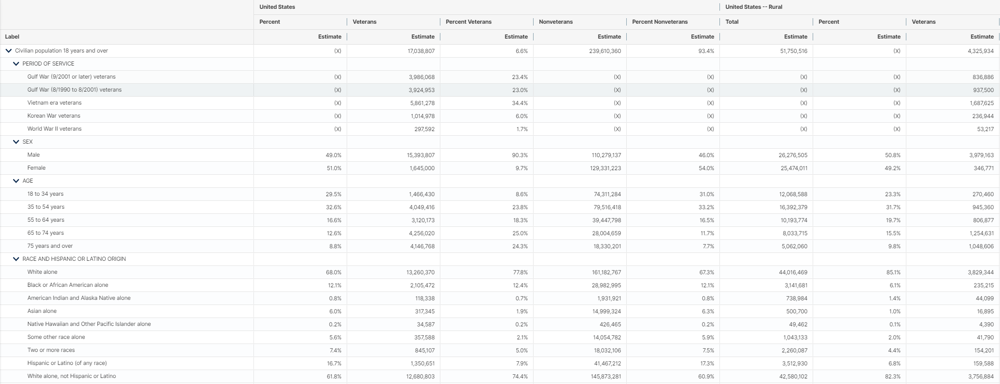 United States United States -- Rural
Percent Veterans Percent Veterans Nonveterans Percent Nonveterans Total Percent Veterans
Label Estimate Estimate Estimate Estimate Estimate Estimate Estimate Estimate
Civilian population 18 years and over (X) 17,038,807 6.6% 239,610,360 93.4% 51,750,516 (X) 4,325,934
PERIOD OF SERVICE
Gulf War (9/2001 or later) veterans (X) 3,986,068 23.4% (X) (X) (X) (X) 836,886
Gulf War (8/1990 to 8/2001) veterans (X) 3,924,953 23.0% (X) (X) (X) (X) 937,500
Vietnam era veterans (X) 5,861,278 34.4% (X) (X) (X) (X) 1,687,625
Korean War veterans (X) 1,014,978 6.0% (X) (X) (X) (X) 236,944
World War II veterans (X) 297,592 1.7% (X) (X) (X) (X) 53,217
SEX
Male 49.0% 15,393,807 90.3% 110,279,137 46.0% 26,276,505 50.8% 3,979,163
Female 51.0% 1,645,000 9.7% 129,331,223 54.0% 25,474,011 49.2% 346,771
AGE
18 to 34 years 29.5% 1,466,430 8.6% 74,311,284 31.0% 12,068,588 23.3% 270,460
35 to 54 years 32.6% 4,049,416 23.8% 79,516,418 33.2% 16,392,379 31.7% 945,360
55 to 64 years 16.6% 3,120,173 18.3% 39,447,798 16.5% 10,193,774 19.7% 806,877
65 to 74 years 12.6% 4,256,020 25.0% 28,004,659 11.7% 8,033,715 15.5% 1,254,631
75 years and over 8.8% 4,146,768 24.3% 18,330,201 7.7% 5,062,060 9.8% 1,048,606
RACE AND HISPANIC OR LATINO ORIGIN
White alone 68.0% 13,260,370 77.8% 161,182,767 67.3% 44,016,469 85.1% 3,829,344
Black or African American alone 12.1% 2,105,472 12.4% 28,982,995 12.1% 3,141,681 6.1% 235,215
American Indian and Alaska Native alone 0.8% 118,338 0.7% 1,931,921 0.8% 738,984 1.4% 44,099
Asian alone 6.0% 317,345 1.9% 14,999,324 6.3% 500,700 1.0% 16,895
Native Hawaiian and Other Pacific Islander alone 0.2% 34,587 0.2% 426,465 0.2% 49,462 0.1% 4,390
Some other race alone 5.6% 357,588 2.1% 14,054,782 5.9% 1,043,133 2.0% 41,790
Two or more races 7.4% 845,107 5.0% 18,032,106 7.5% 2,260,087 4.4% 154,201
Hispanic or Latino (of any race) 16.7% 1,350,651 7.9% 41,467,212 17.3% 3,512,930 6.8% 159,588
White alone, not Hispanic or Latino 61.8% 12,680,803 74.4% 145,873,281 60.9% 42,580,102 82.3% 3,756,884